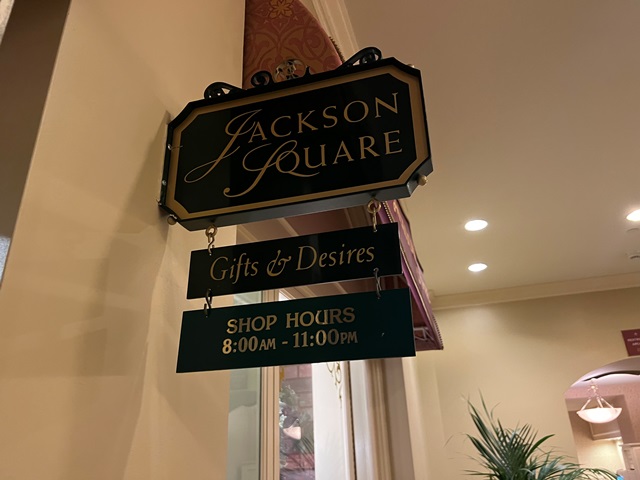 JACKSON
SQUARE
Gifts & Desires
SHOP HOURS
8:00AM - 11:00PM